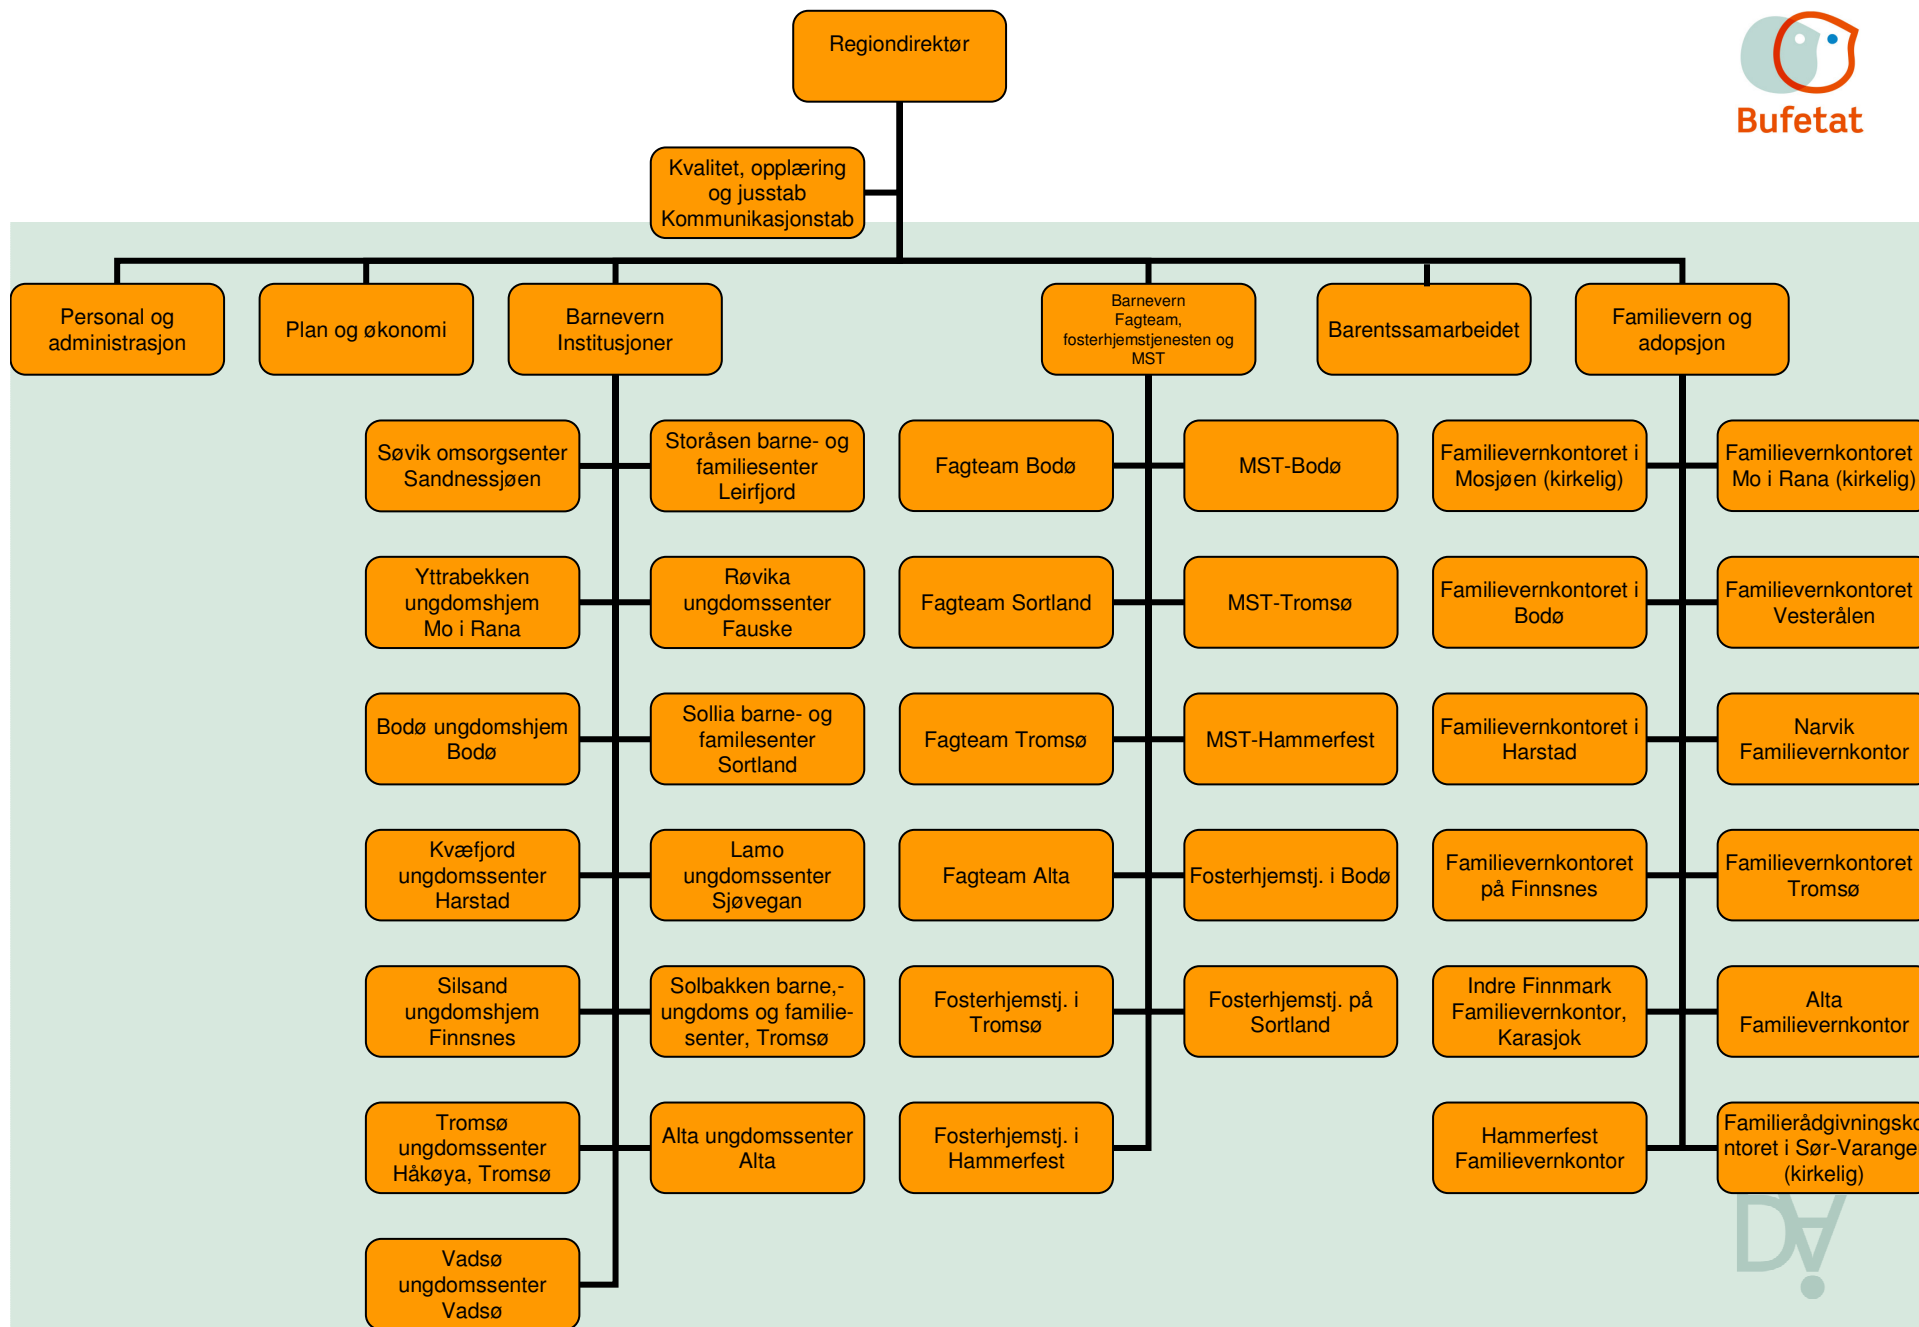 Regiondirektør
Bufetat
Kvalitet, opplæring
og jusstab
Kommunikasjonstab
Personal og
administrasjon
Plan og økonomi
Barnevern
Institusjoner
Barnevern
Fagteam,
fosterhjemstjenesten og
MST
Barentssamarbeidet
Familievern og
adopsjon
Søvik omsorgsenter
Sandnessjøen
Storåsen barne- og
familiesenter
Leirfjord
Fagteam Bodø
MST-Bodø
Familievernkontoret i
Mosjøen (kirkelig)
Familievernkontoret
Mo i Rana (kirkelig)
Yttrabekken
ungdomshjem
Mo i Rana
Røvika
ungdomssenter
Fauske
Fagteam Sortland
MST-Tromsø
Familievernkontoret i
Bodø
Familievernkontoret
Vesterålen
Bodø ungdomshjem
Bodø
Sollia barne- og
familesenter
Sortland
Fagteam Tromsø
MST-Hammerfest
Familievernkontoret i
Harstad
Narvik
Familievernkontor
Kvæfjord
ungdomssenter
Harstad
Lamo
ungdomssenter
Sjøvegan
Fagteam Alta
Fosterhjemstj. i Bodø
Familievernkontoret
på Finnsnes
Familievernkontoret
Tromsø
Silsand
ungdomshjem
Finnsnes
Solbakken barne,-
ungdoms og familie-
senter, Tromsø
Fosterhjemstj. i
Tromsø
Fosterhjemstj. på
Sortland
Indre Finnmark
Familievernkontor,
Karasjok
Alta
Familievernkontor
Tromsø
ungdomssenter
Håkøya, Tromsø
Alta ungdomssenter
Alta
Fosterhjemstj. i
Hammerfest
Hammerfest
Familievernkontor
Familierådgivningsko
ntoret i Sør-Varange
(kirkelig)
Vadsø
ungdomssenter
Vadsø